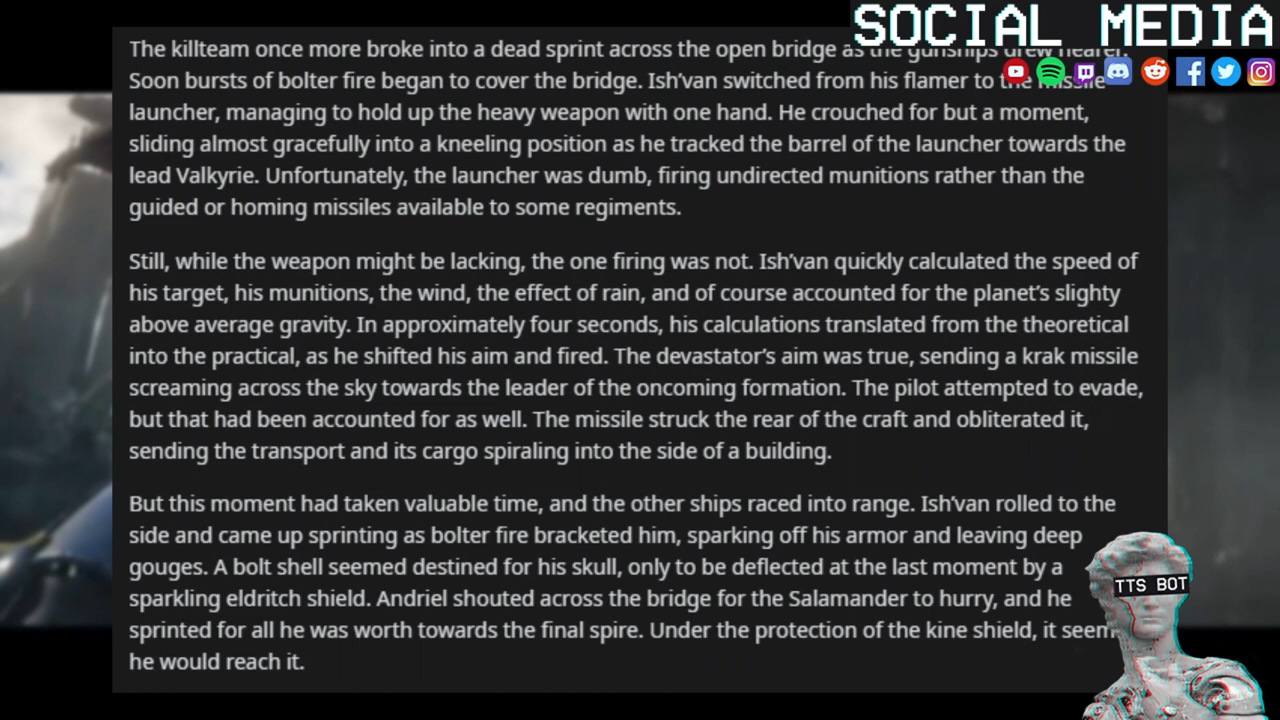 SOCIAL MEDIA
The killteam once more broke into a dead sprint across the open bridge as the gunships drew nearer.
Soon bursts of bolter fire began to cover the bridge. Ish'van switched from his flamer to the missile
launcher, managing to hold up the heavy weapon with one hand. He crouched for but a moment,
sliding almost gracefully into a kneeling position as he tracked the barrel of the launcher towards the
lead Valkyrie. Unfortunately, the launcher was dumb, firing undirected munitions rather than the
guided or homing missiles available to some regiments.
Still, while the weapon might be lacking, the one firing was not. Ish'van quickly calculated the speed of
his target, his munitions, the wind, the effect of rain, and of course accounted for the planet's slighty
above average gravity. In approximately four seconds, his calculations translated from the theoretical
into the practical, as he shifted his aim and fired. The devastator's aim was true, sending a krak missile
screaming across the sky towards the leader of the oncoming formation. The pilot attempted to evade,
but that had been accounted for as well. The missile struck the rear of the craft and obliterated it,
sending the transport and its cargo spiraling into the side of a building.
But this moment had taken valuable time, and the other ships raced into range. Ish'van rolled to the
side and came up sprinting as bolter fire bracketed him, sparking off his armor and leaving deep
gouges. A bolt shell seemed destined for his skull, only to be deflected at the last moment by a
sparkling eldritch shield. Andriel shouted across the bridge for the Salamander to hurry, and he
sprinted for all he was worth towards the final spire. Under the protection of the kine shield, it seem
he would reach it.
TTS BOT